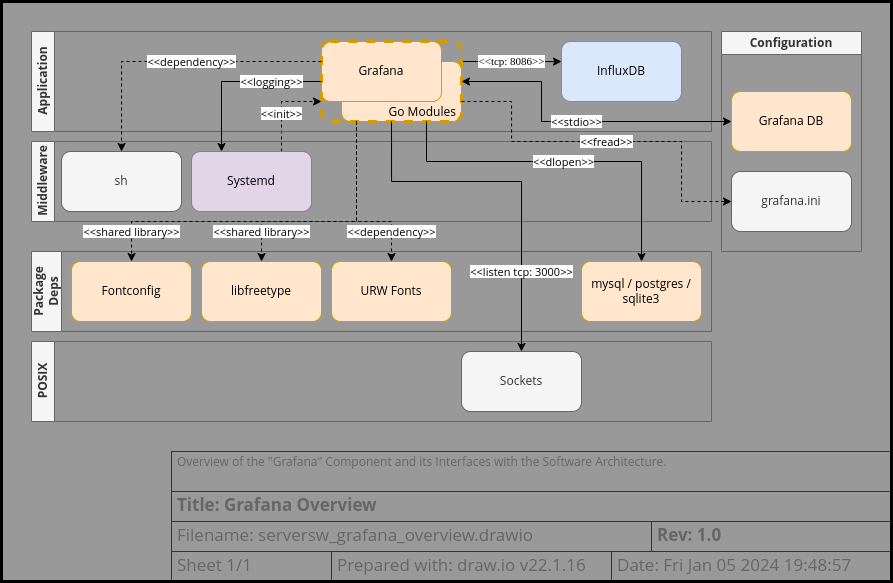 Application
Middleware
Package
Deps
POSIX
Configuration
<<dependency>>
<<logging>>
<<init>>
Grafana
Go Modules
<<tcp: 8086>>
InfluxDB
<<stdio>>
<<fread>>
<<dlopen>>
Grafana DB
grafana.ini
sh
Systemd
<<shared library>>
<<shared library>>
<<dependency>>
<<listen tcp: 3000>>
Fontconfig
libfreetype
URW Fonts
mysql / postgres /
sqlite3
Sockets
Overview of the "Grafana" Component and its Interfaces with the Software Architecture.
Title: Grafana Overview
Filename: serversw_grafana_overview.drawio
Rev: 1.0
Sheet 1/1
Prepared with: draw.io v22.1.16
Date: Fri Jan 05 2024 19:48:57